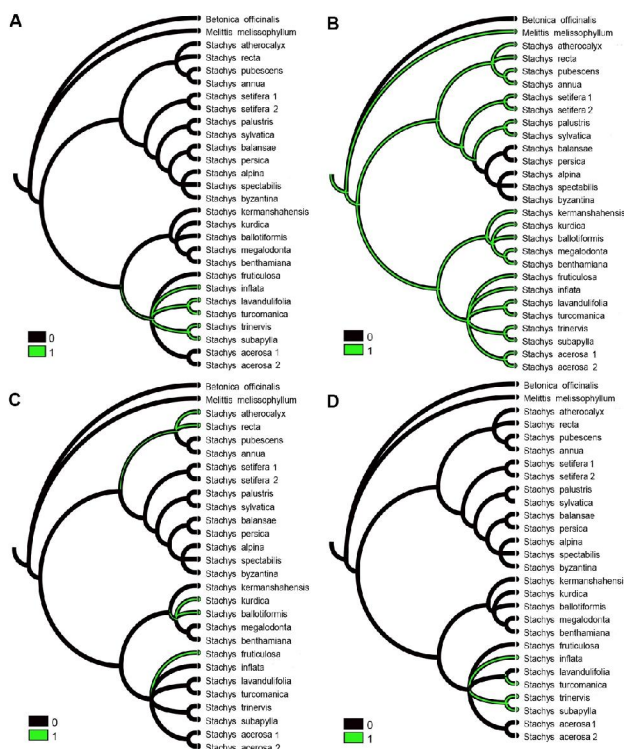 A
Betonica officinalis
Melittis melissophyllum
Stachys atherocalyx
Stachys recta
Stachys pubescens
Stachys annua
Stachys setifera 1
Stachys setifera 2
Stachys palustris
Stachys sylvatica
Stachys balansae
Stachys persica
Stachys alpina
Stachys spectabilis
Stachys byzantina
Stachys kermanshahensis
Stachys kurdica
Stachys ballotiformis
Stachys megalodonta
Stachys benthamiana
Stachys fruticulosa
Stachys inflata
Stachys lavandulifolia
Stachys turcomanica
Stachys trinervis
Stachys subapylla
Stachys acerosa 1
Stachys acerosa 2
0
1
B
Betonica officinalis
Melittis melissophyllum
Stachys atherocalyx
Stachys recta
Stachys pubescens
Stachys annua
Stachys setifera 1
Stachys setifera 2
Stachys palustris
Stachys sylvatica
Stachys balansae
Stachys persica
Stachys alpina
Stachys spectabilis
Stachys byzantina
Stachys kermanshahensis
Stachys kurdica
Stachys ballotiformis
Stachys megalodonta
Stachys benthamiana
Stachys fruticulosa
Stachys inflata
Stachys lavandulifolia
Stachys turcomanica
Stachys trinervis
Stachys subapylla
Stachys acerosa 1
Stachys acerosa 2
0
1
C
Betonica officinalis
Melittis melissophyllum
Stachys atherocalyx
Stachys recta
Stachys pubescens
Stachys annua
Stachys setifera 1
Stachys setifera 2
Stachys palustris
Stachys sylvatica
Stachys balansae
Stachys persica
Stachys alpina
Stachys spectabilis
Stachys byzantina
Stachys kermanshahensis
Stachys kurdica
Stachys ballotiformis
Stachys megalodonta
Stachys benthamiana
Stachys fruticulosa
Stachys inflata
Stachys lavandulifolia
Stachys turcomanica
Stachys trinervis
Stachys subapylla
Stachys acerosa 1
Stachys acerosa 2
0
1
D
Betonica officinalis
Melittis melissophyllum
Stachys atherocalyx
Stachys recta
Stachys pubescens
Stachys annua
Stachys setifera 1
Stachys setifera 2
Stachys palustris
Stachys sylvatica
Stachys balansae
Stachys persica
Stachys alpina
Stachys spectabilis
Stachys byzantina
Stachys kermanshahensis
Stachys kurdica
Stachys ballotiformis
Stachys megalodonta
Stachys benthamiana
Stachys fruticulosa
Stachys inflata
Stachys lavandulifolia
Stachys turcomanica
Stachys trinervis
Stachys subapylla
Stachys acerosa 1
Stachys acerosa 2
0
1